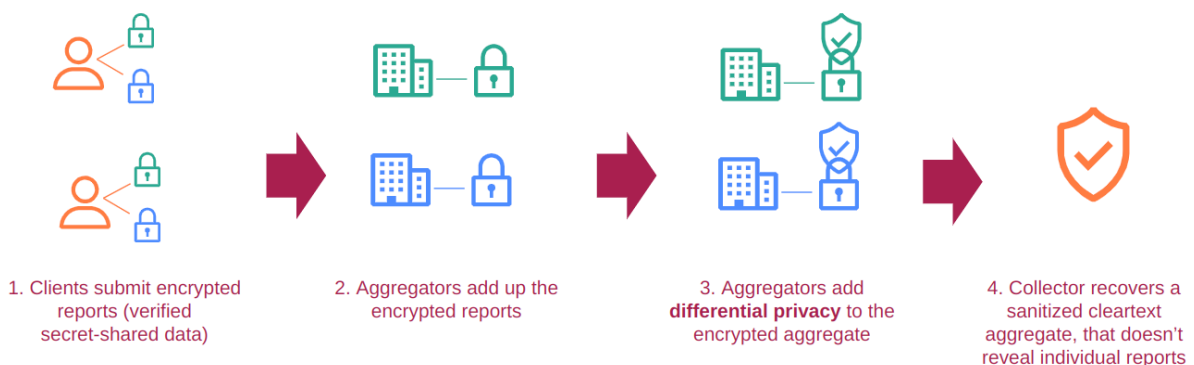 1. Clients submit encrypted
reports (verified
secret-shared data)
2. Aggregators add up the
encrypted reports
3. Aggregators add
differential privacy to the
encrypted aggregate
4. Collector recovers a
sanitized cleartext
aggregate, that doesn't
reveal individual reports